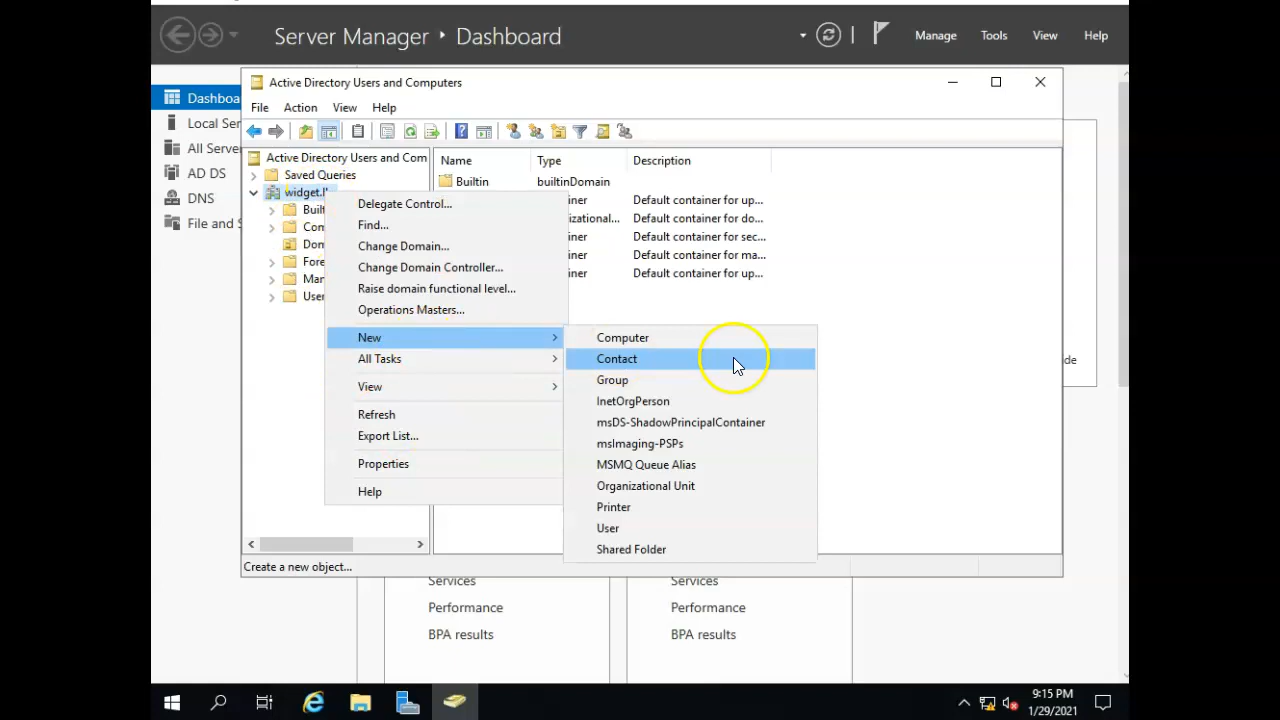 Server Manager ‣ Dashboard
Manage Tools View Help
Active Directory Users and Computers
File Action View Help
Dashboa
Local Ser
All Server
AD DS
DNS
File and S
Active Directory Users and Com
Saved Queries
widget.l
Built
Com
Dom
Fore
Man
User
Name Type Description
Builtin builtinDomain
iner Default container for up...
izational... Default container for do...
iner Default container for sec...
iner Default container for ma...
iner Default container for up...
Delegate Control...
Find...
Change Domain...
Change Domain Controller...
Raise domain functional level...
Operations Masters...
New
All Tasks
View
Refresh
Export List...
Properties
Help
Computer
Contact
Group
InetOrgPerson
msDS-ShadowPrincipalContainer
msImaging-PSPs
MSMQ Queue Alias
Organizational Unit
Printer
User
Shared Folder
de
Create a new object...
Services
Performance
BPA results
Services
Performance
BPA results
9:15 PM
1/29/2021